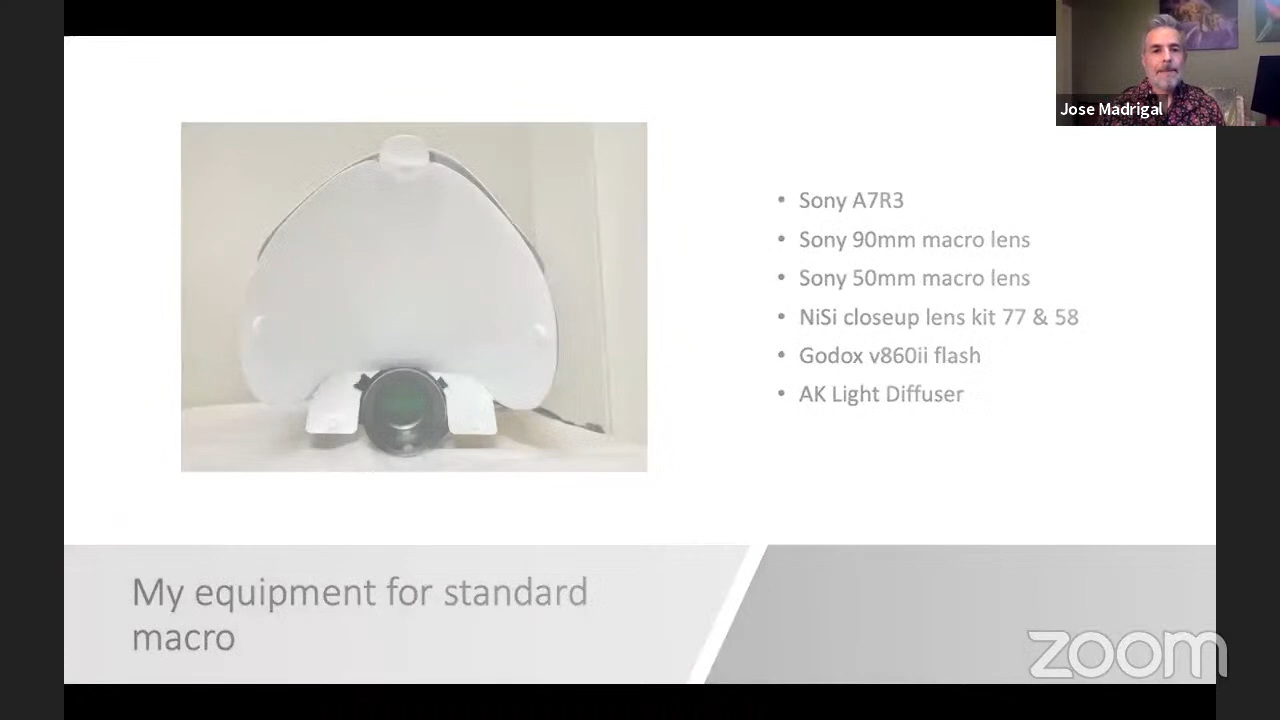 Jose Madrigal
• Sony A7R3
• Sony 90mm macro lens
• Sony 50mm macro lens
• NiSi closeup lens kit 77 & 58
• Godox v860ii flash
• AK Light Diffuser
My equipment for standard
macro
zoom